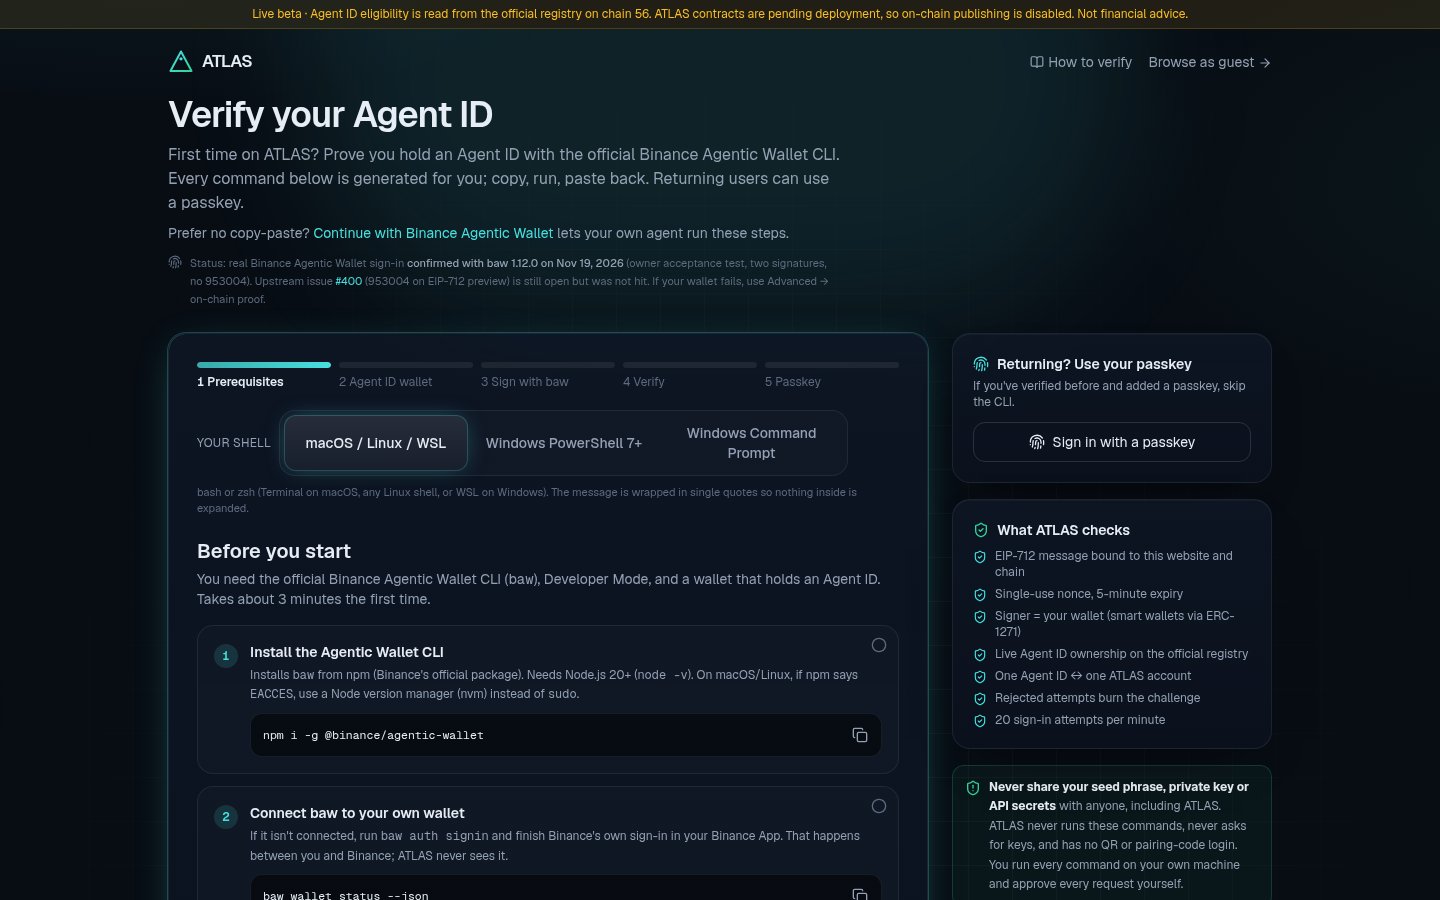 Live beta · Agent ID eligibility is read from the official registry on chain 56. ATLAS contracts are pending deployment, so on-chain publishing is disabled. Not financial advice.
ATLAS
How to verify
Browse as guest →
Verify your Agent ID
First time on ATLAS? Prove you hold an Agent ID with the official Binance Agentic Wallet CLI.
Every command below is generated for you; copy, run, paste back. Returning users can use
a passkey.
Prefer no copy-paste? Continue with Binance Agentic Wallet lets your own agent run these steps.
Status: real Binance Agentic Wallet sign-in confirmed with baw 1.12.0 on Nov 19, 2026 (owner acceptance test, two signatures,
no 953004). Upstream issue #400 (953004 on EIP-712 preview) is still open but was not hit. If your wallet fails, use Advanced →
on-chain proof.
1 Prerequisites
2 Agent ID wallet
3 Sign with baw
4 Verify
5 Passkey
YOUR SHELL
macOS / Linux / WSL
Windows PowerShell 7+
Windows Command
Prompt
bash or zsh (Terminal on macOS, any Linux shell, or WSL on Windows). The message is wrapped in single quotes so nothing inside is
expanded.
Before you start
You need the official Binance Agentic Wallet CLI (baw), Developer Mode, and a wallet that holds an Agent ID.
Takes about 3 minutes the first time.
1
Install the Agentic Wallet CLI
Installs baw from npm (Binance's official package). Needs Node.js 20+ (node -v). On macOS/Linux, if npm says
EACCES, use a Node version manager (nvm) instead of sudo.
npm i -g @binance/agentic-wallet
2
Connect baw to your own wallet
If it isn't connected, run baw auth signin and finish Binance's own sign-in in your Binance App. That happens
between you and Binance; ATLAS never sees it.
baw wallet status --json
Returning? Use your passkey
If you've verified before and added a passkey, skip
the CLI.
Sign in with a passkey
What ATLAS checks
EIP-712 message bound to this website and
chain
Single-use nonce, 5-minute expiry
Signer = your wallet (smart wallets via ERC-
1271)
Live Agent ID ownership on the official registry
One Agent ID ↔ one ATLAS account
Rejected attempts burn the challenge
20 sign-in attempts per minute
Never share your seed phrase, private key or
API secrets with anyone, including ATLAS.
ATLAS never runs these commands, never asks
for keys, and has no QR or pairing-code login.
You run every command on your own machine
and approve every request yourself.